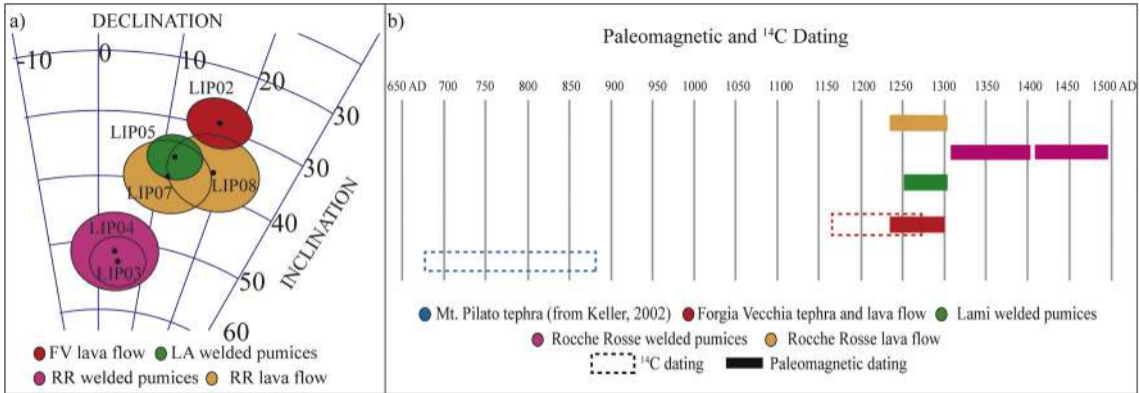 a)
DECLINATION
-10
0
10
20
30
LIP02
LIP05
LIP07
LIP08
LIP04
LIP03
30
40
50
60
INCLINATION
FV lava flow
LA welded pumices
RR welded pumices
RR lava flow
b)
Paleomagnetic and ¹⁴C Dating
650 AD 700 750 800 850 900 950 1000 1050 1100 1150 1200 1250 1300 1350 1400 1450 1500 AD
Mt. Pilato tephra (from Keller, 2002)
Forgia Vecchia tephra and lava flow
Lami welded pumices
Rocche Rosse welded pumices
Rocche Rosse lava flow
¹⁴C dating
Paleomagnetic dating